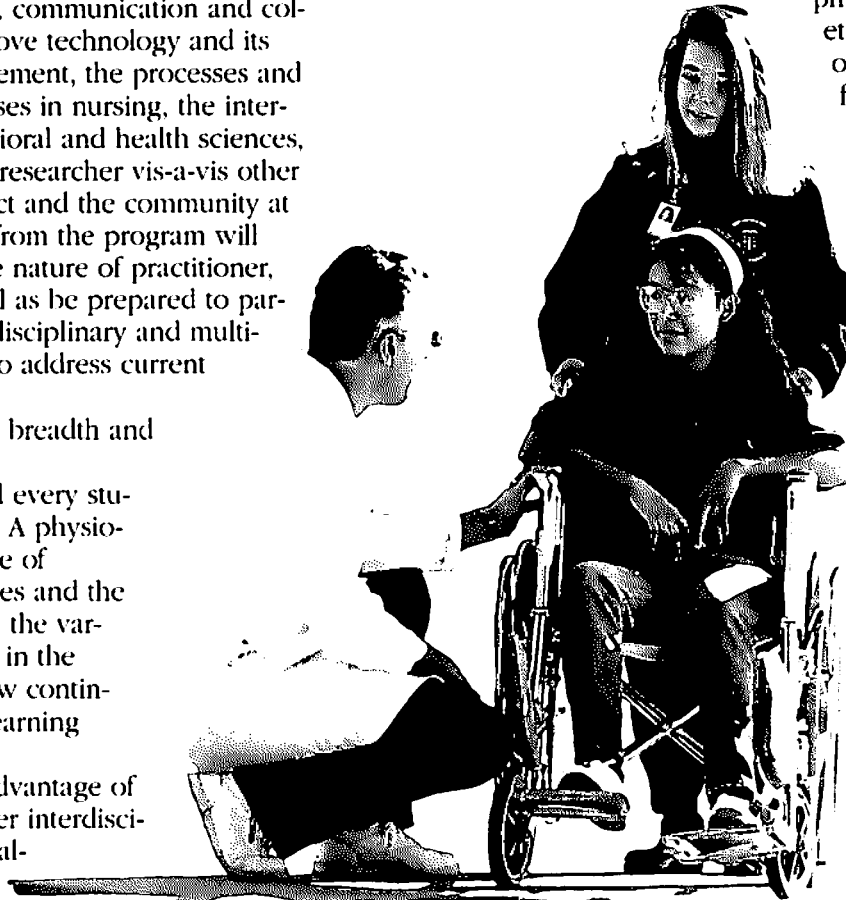 , communication and col-
ove technology and its
ement, the processes and
ses in nursing, the inter-
ioral and health sciences,
researcher vis-a-vis other
ct and the community at
from the program will
e nature of practitioner,
l as be prepared to par-
disciplinary and multi-
o address current
breadth and
l every stu-
A physio-
e of
es and the
the var-
in the
w contin-
earning
dvantage of
er interdisci-
al-
et
o
f